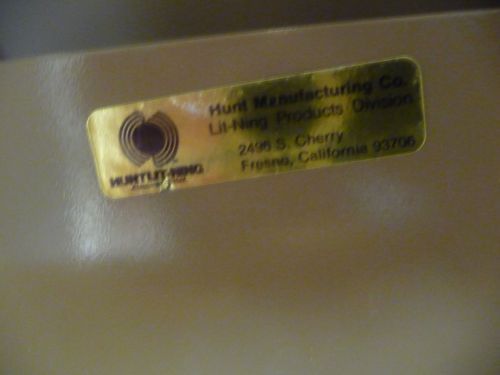 Hunt Manufacturing Co.
Lit-Ning Products Division
2496 S. Cherry
Fresno, California 93706
HUNT LIT-NING